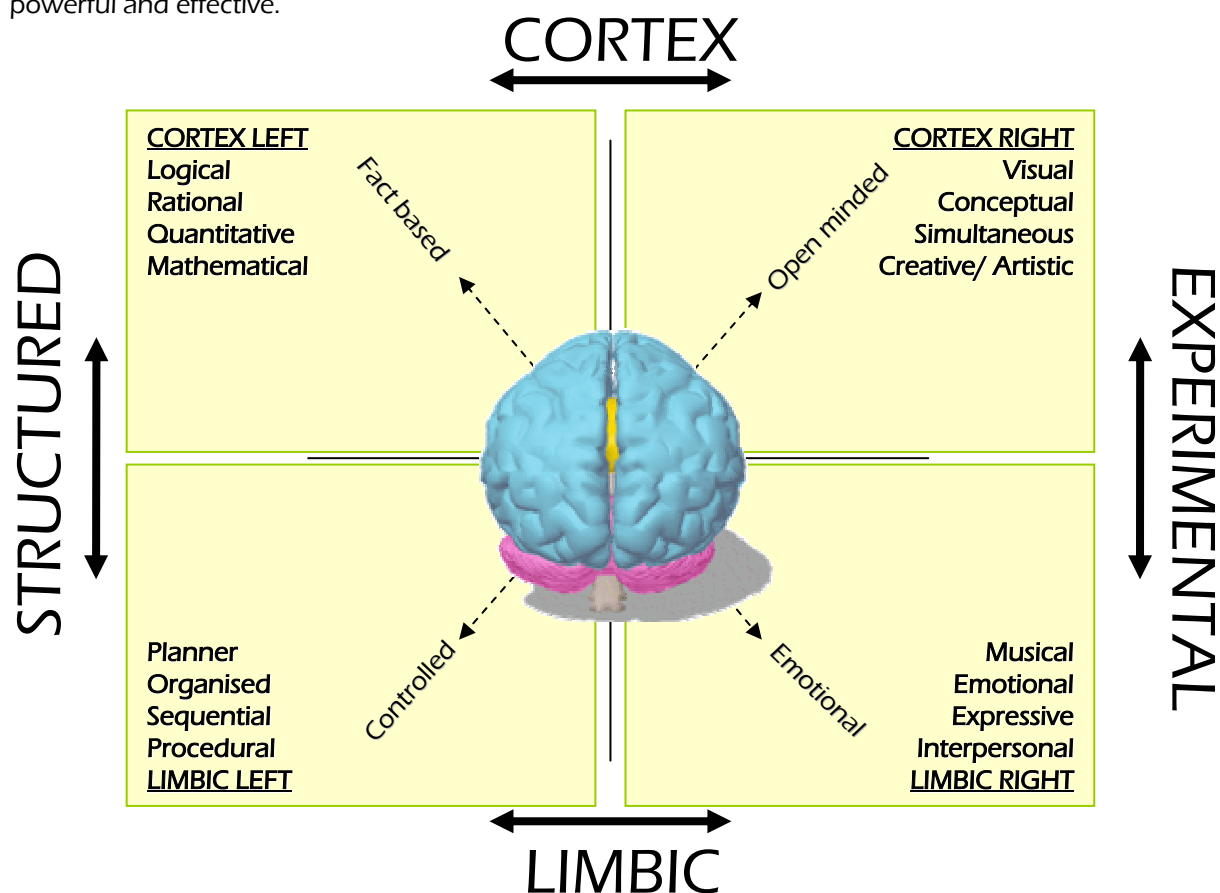 powerful and effective.
CORTEX
CORTEX LEFT
Logical
Rational
Quantitative
Mathematical
Fact based
CORTEX RIGHT
Visual
Conceptual
Simultaneous
Creative/ Artistic
Open minded
STRUCTURED
EXPERIMENTAL
Planner
Organised
Sequential
Procedural
LIMBIC LEFT
Controlled
Emotional
Musical
Emotional
Expressive
Interpersonal
LIMBIC RIGHT
LIMBIC